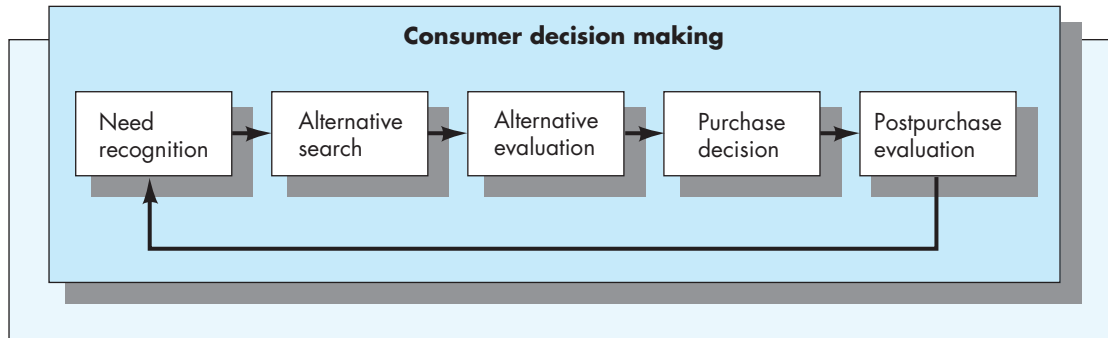 Consumer decision making
Need
recognition
Alternative
search
Alternative
evaluation
Purchase
decision
Postpurchase
evaluation